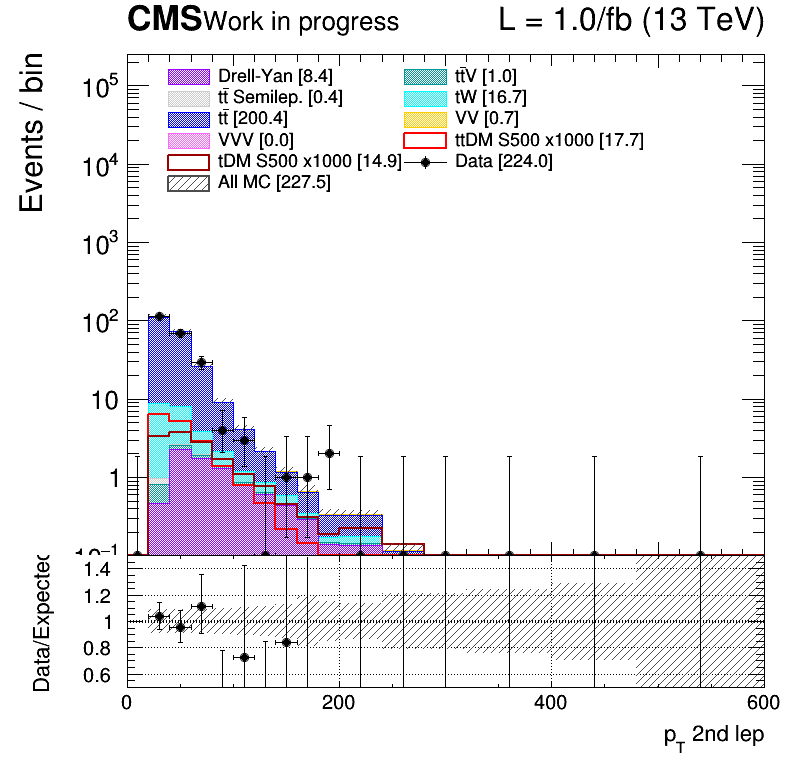 CMS Work in progress L = 1.0/fb (13 TeV)
Events / bin
10⁵
10⁴
10³
10²
10
1
10⁻¹
Drell-Yan [8.4] tt̄V [1.0]
tt̄ Semilep. [0.4] tW [16.7]
tt̄ [200.4] VV [0.7]
VVV [0.0] ttDM S500 x1000 [17.7]
tDM S500 x1000 [14.9] Data [224.0]
All MC [227.5]
Data/Expected
1.4
1.2
1
0.8
0.6
0 200 400 600
p_T 2nd lep